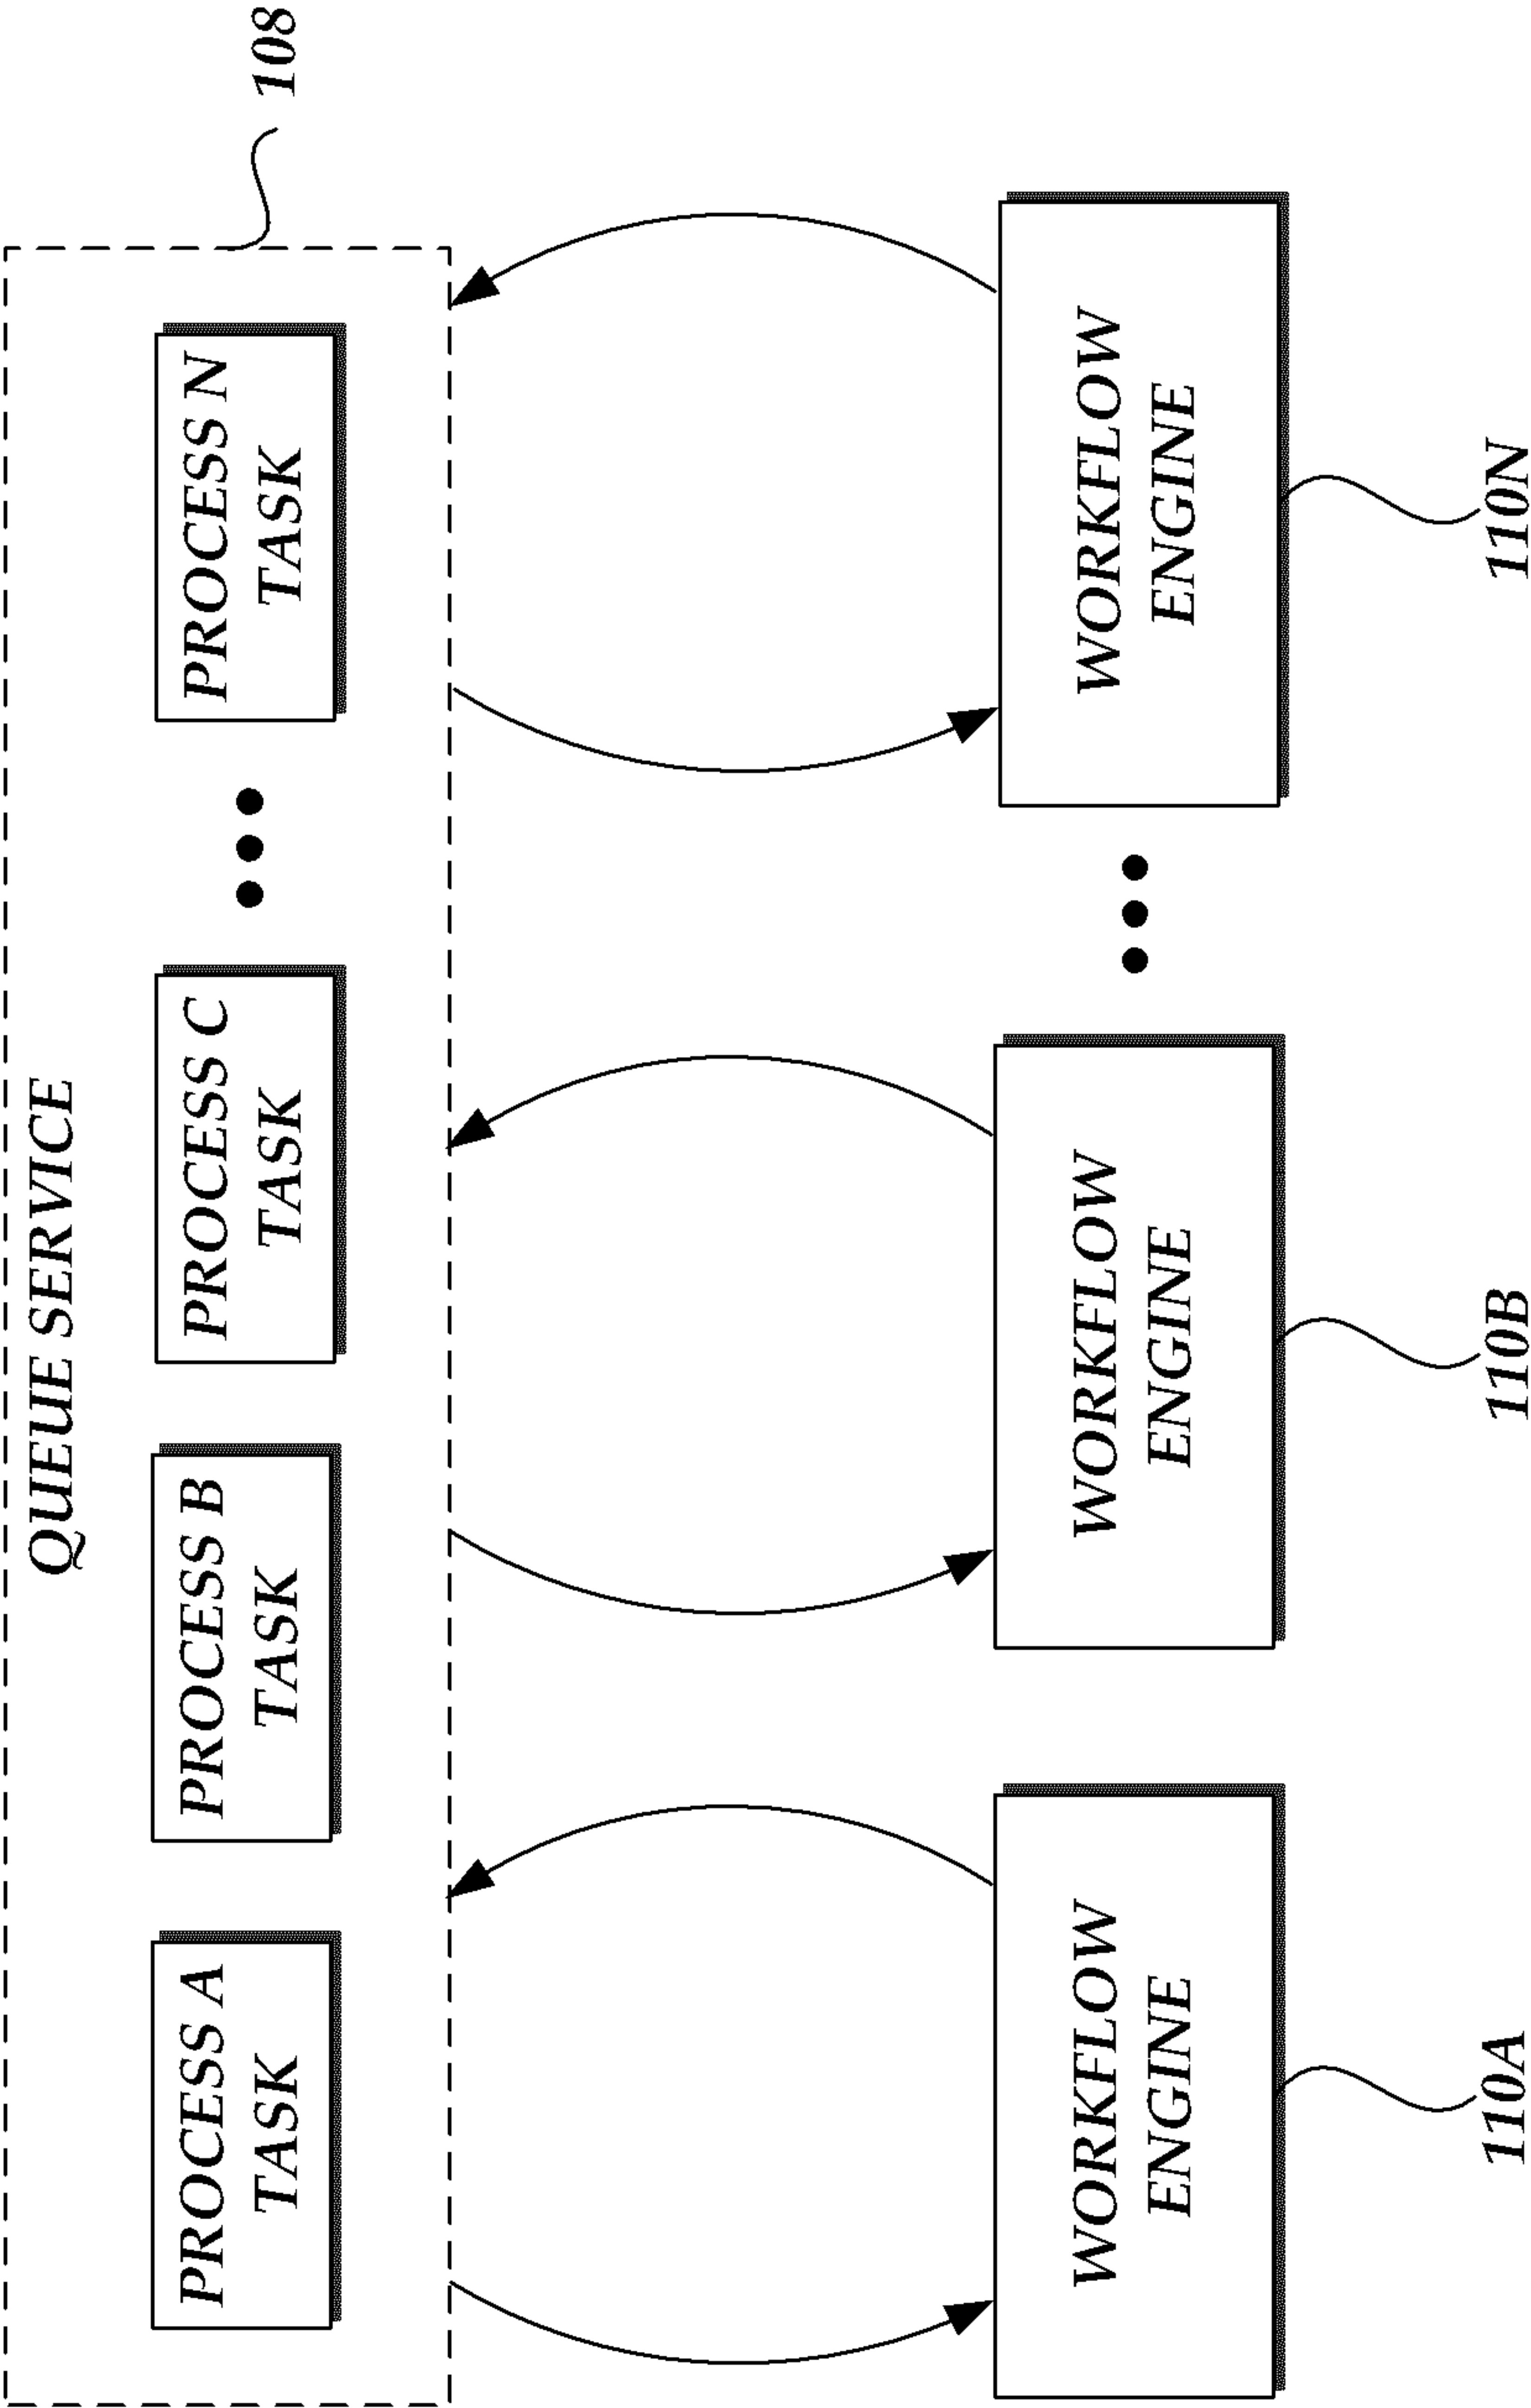 QUEUE SERVICE
108
PROCESS A
TASK
PROCESS B
TASK
PROCESS C
TASK
PROCESS N
TASK
WORKFLOW
ENGINE
WORKFLOW
ENGINE
WORKFLOW
ENGINE
110A
110B
110N